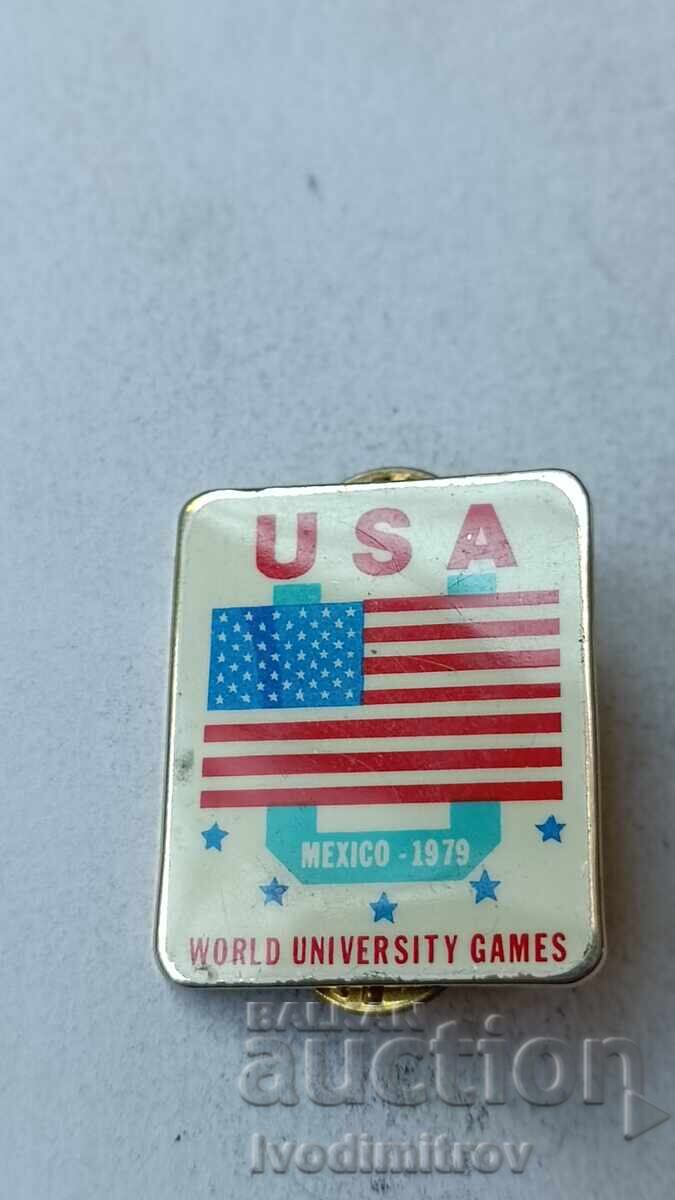 USA
MEXICO - 1979
WORLD UNIVERSITY GAMES
BALKAN
auction
Ivodimitrov